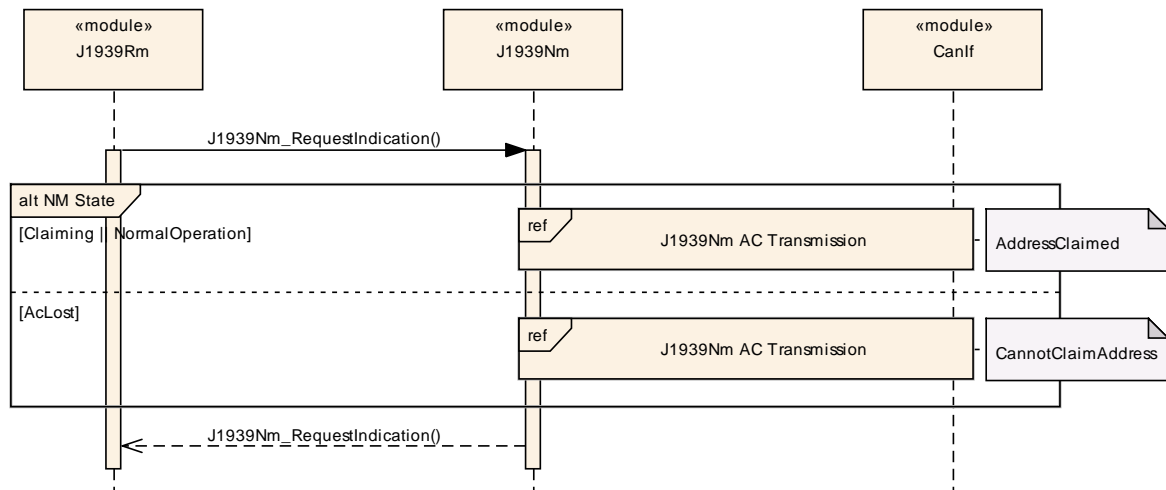 «module»
J1939Rm
«module»
J1939Nm
«module»
CanIf
J1939Nm_RequestIndication()
alt NM State
[Claiming || NormalOperation]
ref
J1939Nm AC Transmission
AddressClaimed
[AcLost]
ref
J1939Nm AC Transmission
CannotClaimAddress
J1939Nm_RequestIndication()